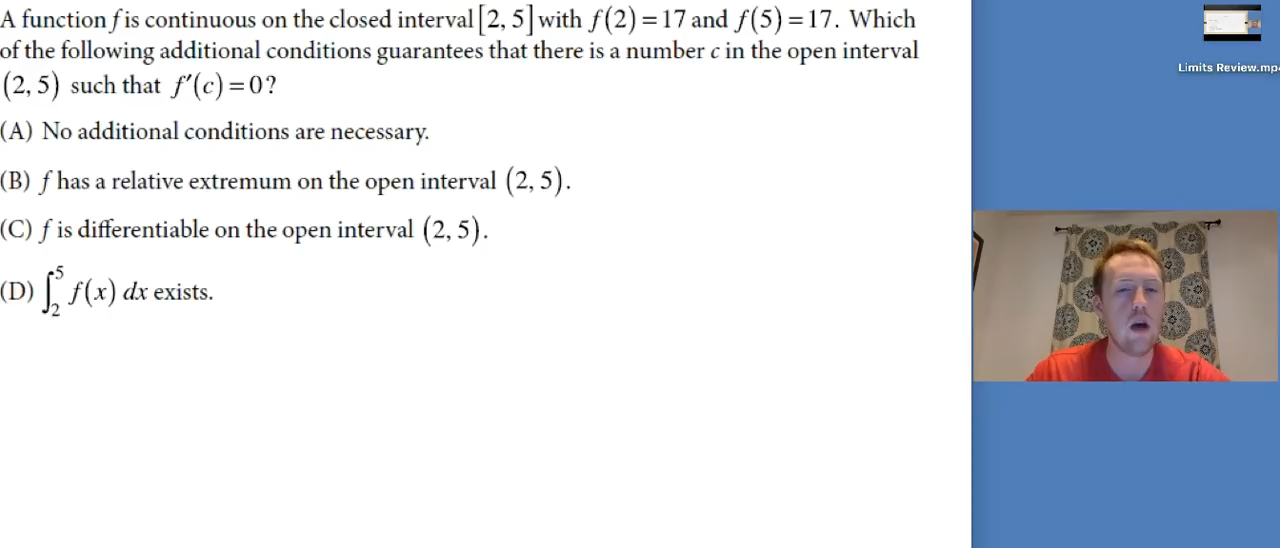 A function f is continuous on the closed interval [2, 5] with f(2) = 17 and f(5) = 17. Which
of the following additional conditions guarantees that there is a number c in the open interval
(2, 5) such that f′(c) = 0?
(A) No additional conditions are necessary.
(B) f has a relative extremum on the open interval (2, 5).
(C) f is differentiable on the open interval (2, 5).
(D) ∫₂⁵ f(x) dx exists.
Limits Review.mp4